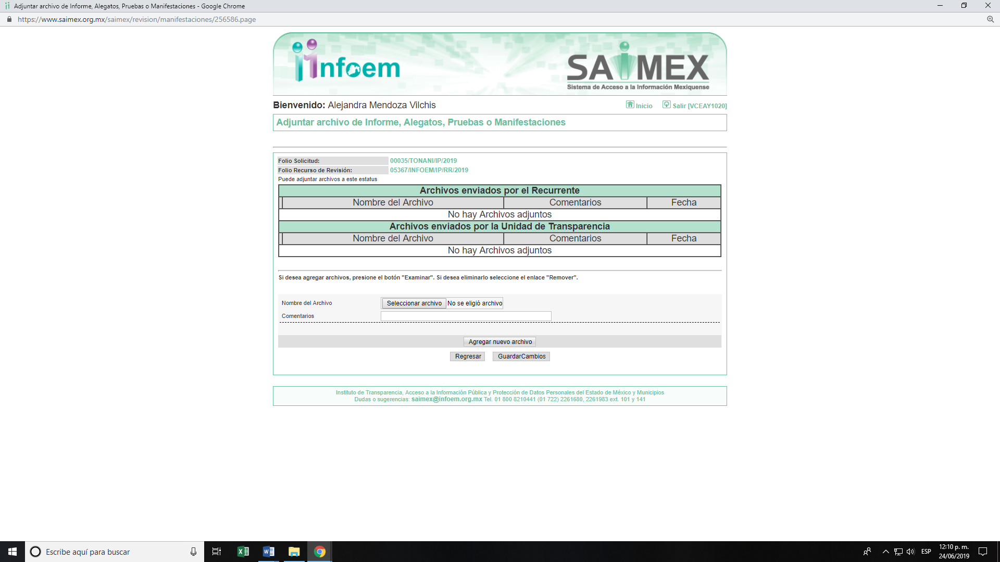 Adjuntar archivo de Informe, Alegatos, Pruebas o Manifestaciones - Google Chrome
https://www.saimex.org.mx/saimex/revision/manifestaciones/256586.page
infoem
SAIMEX
Sistema de Acceso a la Información Mexiquense
Bienvenido: Alejandra Mendoza Vilchis
Inicio Salir [VCEAY1020]
Adjuntar archivo de Informe, Alegatos, Pruebas o Manifestaciones
Folio Solicitud: 00035/TONANI/IP/2019
Folio Recurso de Revisión: 05367/INFOEM/IP/RR/2019
Puede adjuntar archivos a este estatus
Archivos enviados por el Recurrente
Nombre del Archivo Comentarios Fecha
No hay Archivos adjuntos
Archivos enviados por la Unidad de Transparencia
Nombre del Archivo Comentarios Fecha
No hay Archivos adjuntos
Si desea agregar archivos, presione el botón "Examinar". Si desea eliminarlo seleccione el enlace "Remover".
Nombre del Archivo Seleccionar archivo No se eligió archivo
Comentarios
Agregar nuevo archivo
Regresar GuardarCambios
Instituto de Transparencia, Acceso a la Información Pública y Protección de Datos Personales del Estado de México y Municipios
Dudas o sugerencias: saimex@infoem.org.mx Tel. 01 800 8210441 (01 722) 2261680, 2261983 ext. 101 y 141
Escribe aquí para buscar
ESP
12:10 p. m.
24/06/2019